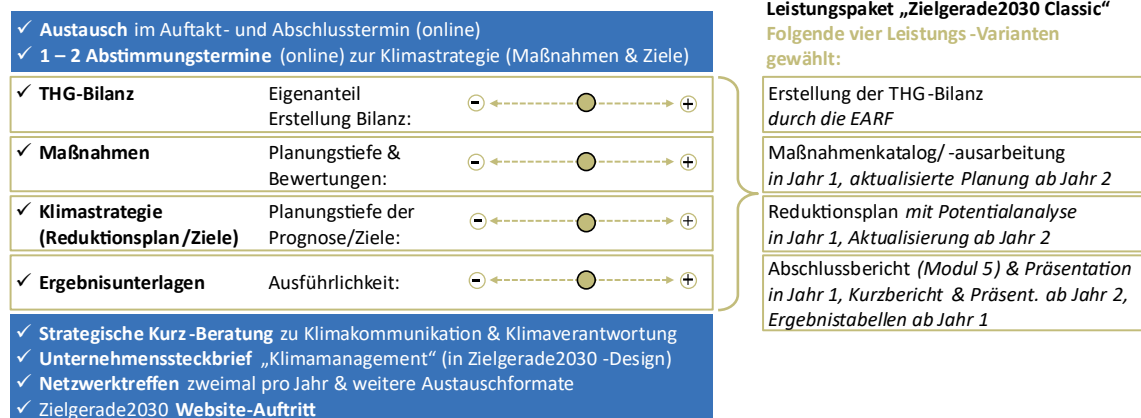 ✓ Austausch im Auftakt- und Abschlusstermin (online)
✓ 1 – 2 Abstimmungstermine (online) zur Klimastrategie (Maßnahmen & Ziele)
✓ THG-Bilanz
Eigenanteil
Erstellung Bilanz:
- +
✓ Maßnahmen
Planungstiefe &
Bewertungen:
- +
✓ Klimastrategie
(Reduktionsplan/Ziele)
Planungstiefe der
Prognose/Ziele:
- +
✓ Ergebnisunterlagen
Ausführlichkeit:
- +
✓ Strategische Kurz-Beratung zu Klimakommunikation & Klimaverantwortung
✓ Unternehmenssteckbrief „Klimamanagement“ (in Zielgerade2030 -Design)
✓ Netzwerktreffen zweimal pro Jahr & weitere Austauschformate
✓ Zielgerade2030 Website-Auftritt
Leistungspaket „Zielgerade2030 Classic“
Folgende vier Leistungs -Varianten
gewählt:
Erstellung der THG-Bilanz
durch die EARF
Maßnahmenkatalog/ -ausarbeitung
in Jahr 1, aktualisierte Planung ab Jahr 2
Reduktionsplan mit Potentialanalyse
in Jahr 1, Aktualisierung ab Jahr 2
Abschlussbericht (Modul 5) & Präsentation
in Jahr 1, Kurzbericht & Präsent. ab Jahr 2,
Ergebnistabellen ab Jahr 1